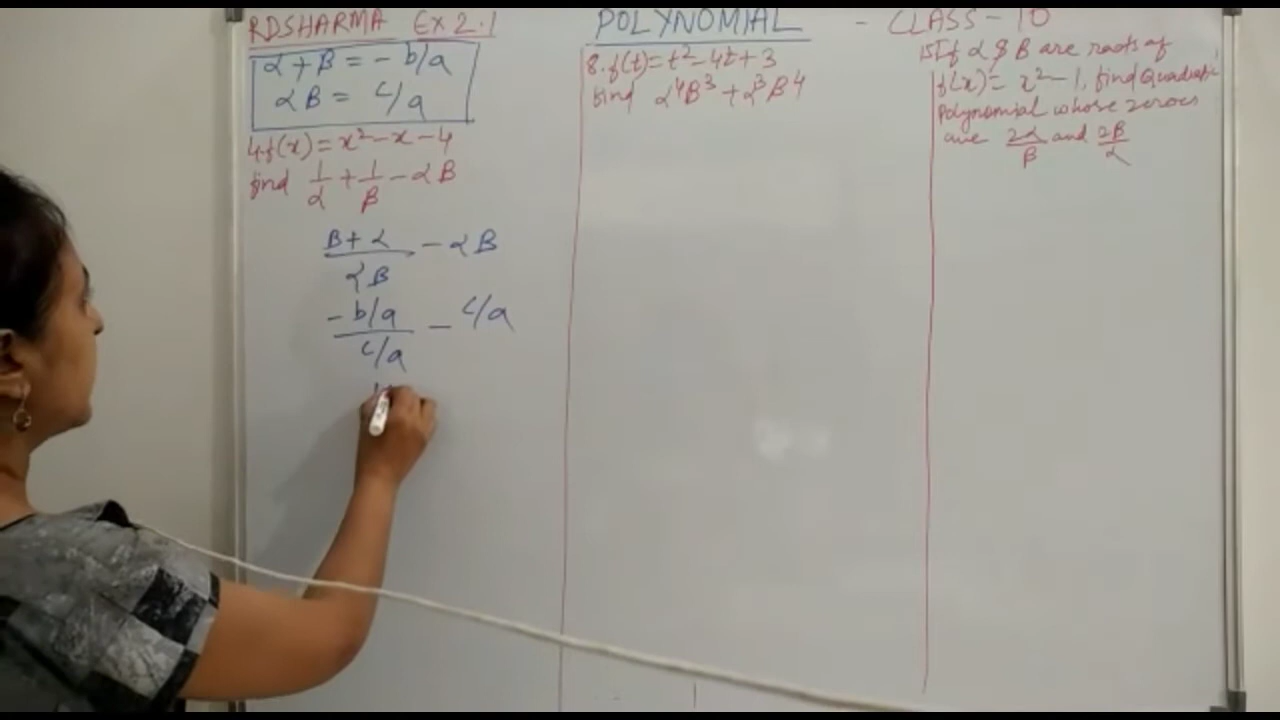 RDSHARMA EX 2.1
POLYNOMIAL - CLASS-10
α+β = - b/a
αβ = c/a
4. f(x) = x² - x - 4
find 1/α + 1/β - αβ
β+α/αβ - αβ
-b/a / c/a - c/a
8. f(t) = t² - 4t + 3
find α⁴β³ + α³β⁴
15 If α & β are roots of
f(x) = x² - 1, find Quadratic
Polynomial whose zeroes
are 2α/β and 2β/α